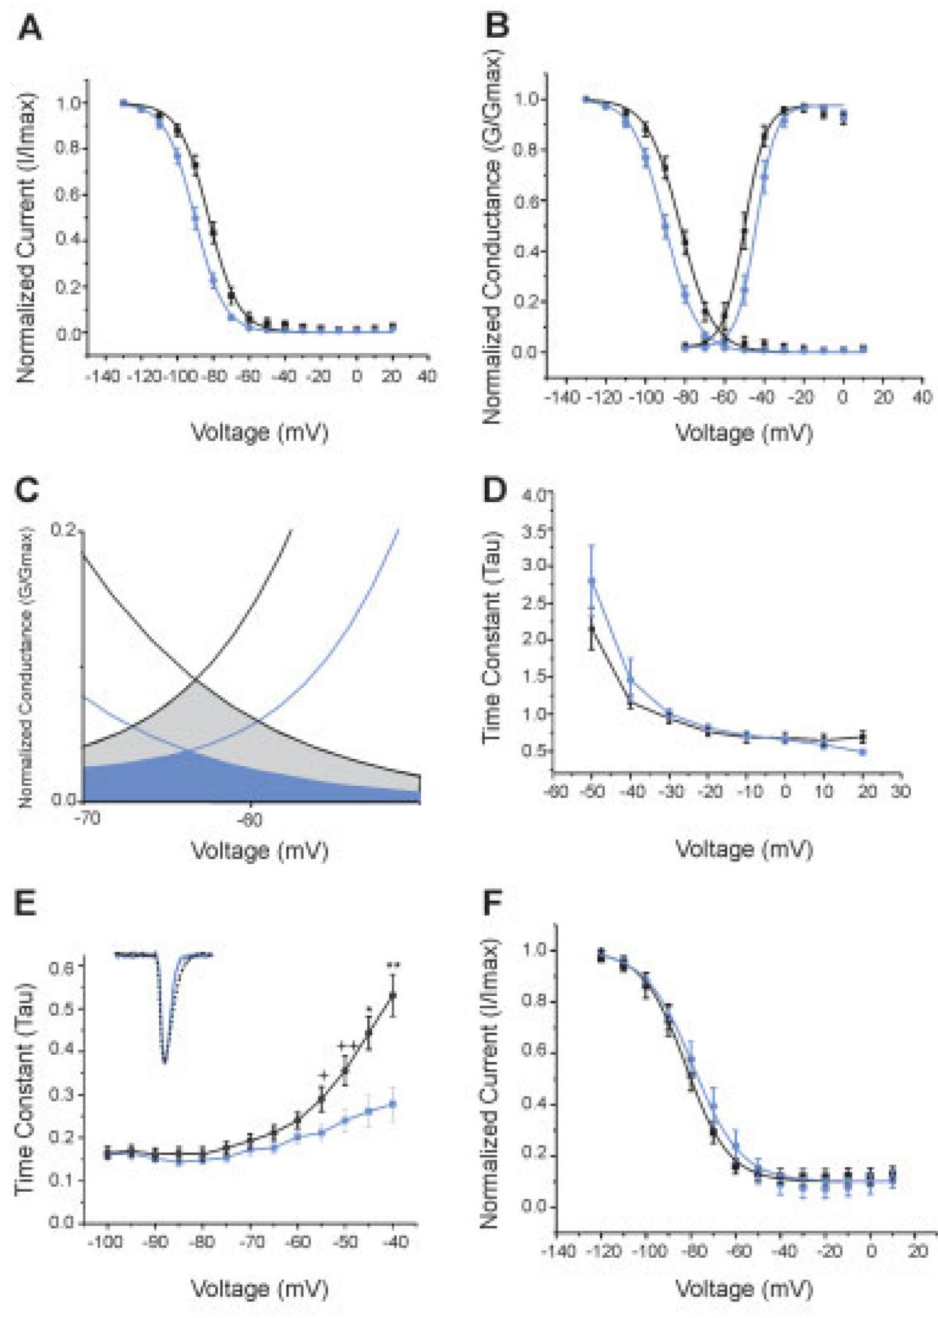 A
Normalized Current (I/Imax)
1.0
0.8
0.6
0.4
0.2
0.0
-140 -120 -100 -80 -60 -40 -20 0 20 40
Voltage (mV)
B
Normalized Conductance (G/Gmax)
1.0
0.8
0.6
0.4
0.2
0.0
-140 -120 -100 -80 -60 -40 -20 0 20 40
Voltage (mV)
C
Normalized Conductance (G/Gmax)
0.2
0.0
-70 -60
Voltage (mV)
D
Time Constant (Tau)
4.0
3.5
3.0
2.5
2.0
1.5
1.0
0.5
-60 -50 -40 -30 -20 -10 0 10 20 30
Voltage (mV)
E
Time Constant (Tau)
0.6
0.5
0.4
0.3
0.2
0.1
0.0
+
++
*
**
-100 -90 -80 -70 -60 -50 -40
Voltage (mV)
F
Normalized Current (I/Imax)
1.0
0.8
0.6
0.4
0.2
0.0
-140 -120 -100 -80 -60 -40 -20 0 20
Voltage (mV)